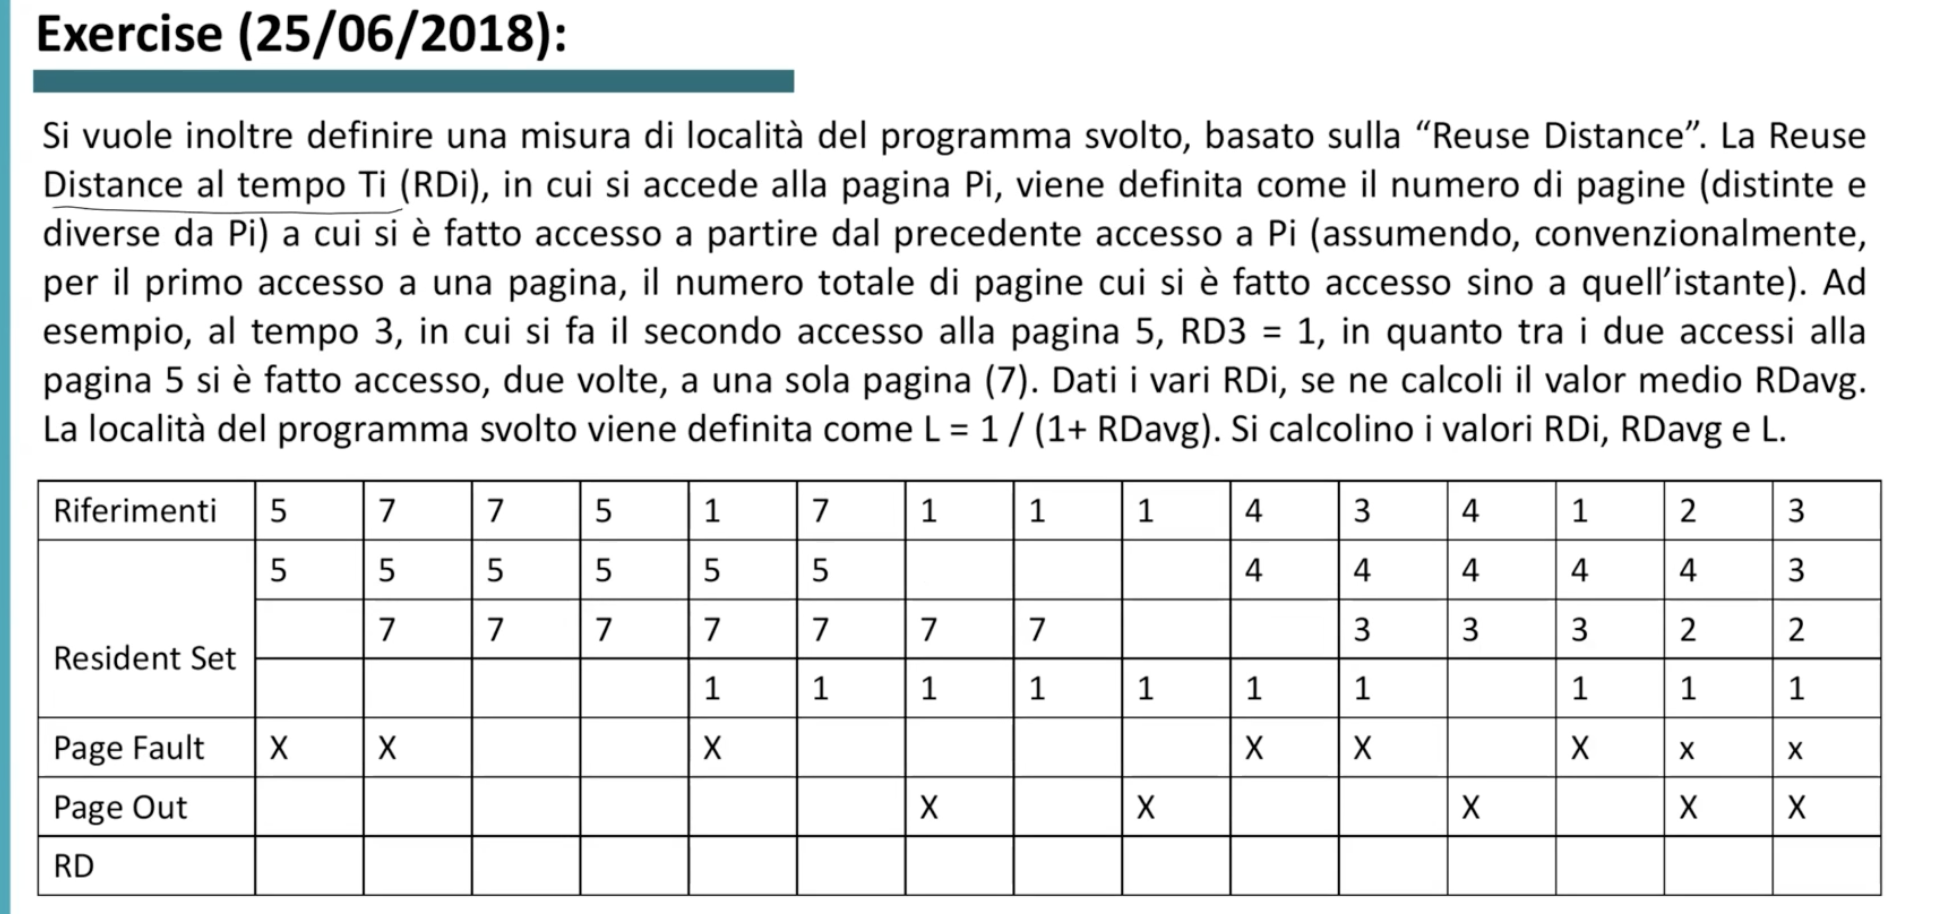 Exercise (25/06/2018):
Si vuole inoltre definire una misura di località del programma svolto, basato sulla “Reuse Distance”. La Reuse
Distance al tempo Ti (RDi), in cui si accede alla pagina Pi, viene definita come il numero di pagine (distinte e
diverse da Pi) a cui si è fatto accesso a partire dal precedente accesso a Pi (assumendo, convenzionalmente,
per il primo accesso a una pagina, il numero totale di pagine cui si è fatto accesso sino a quell’istante). Ad
esempio, al tempo 3, in cui si fa il secondo accesso alla pagina 5, RD3 = 1, in quanto tra i due accessi alla
pagina 5 si è fatto accesso, due volte, a una sola pagina (7). Dati i vari RDi, se ne calcoli il valor medio RDavg.
La località del programma svolto viene definita come L = 1 / (1+ RDavg). Si calcolino i valori RDi, RDavg e L.
Riferimenti 5 7 7 5 1 7 1 1 1 4 3 4 1 2 3
5 5 5 5 5 5 4 4 4 4 4 3
7 7 7 7 7 7 7 3 3 3 2 2
Resident Set
1 1 1 1 1 1 1 1 1 1
Page Fault X X X X X X x x
Page Out X X X X X
RD